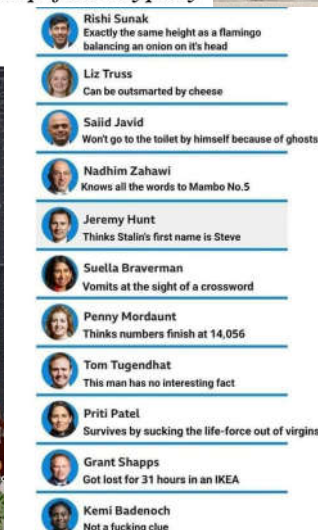 Rishi Sunak
Exactly the same height as a flamingo
balancing an onion on it's head
Liz Truss
Can be outsmarted by cheese
Saiid Javid
Won't go to the toilet by himself because of ghosts
Nadhim Zahawi
Knows all the words to Mambo No.5
Jeremy Hunt
Thinks Stalin's first name is Steve
Suella Braverman
Vomits at the sight of a crossword
Penny Mordaunt
Thinks numbers finish at 14,056
Tom Tugendhat
This man has no interesting fact
Priti Patel
Survives by sucking the life-force out of virgins
Grant Shapps
Got lost for 31 hours in an IKEA
Kemi Badenoch
Not a fucking clue